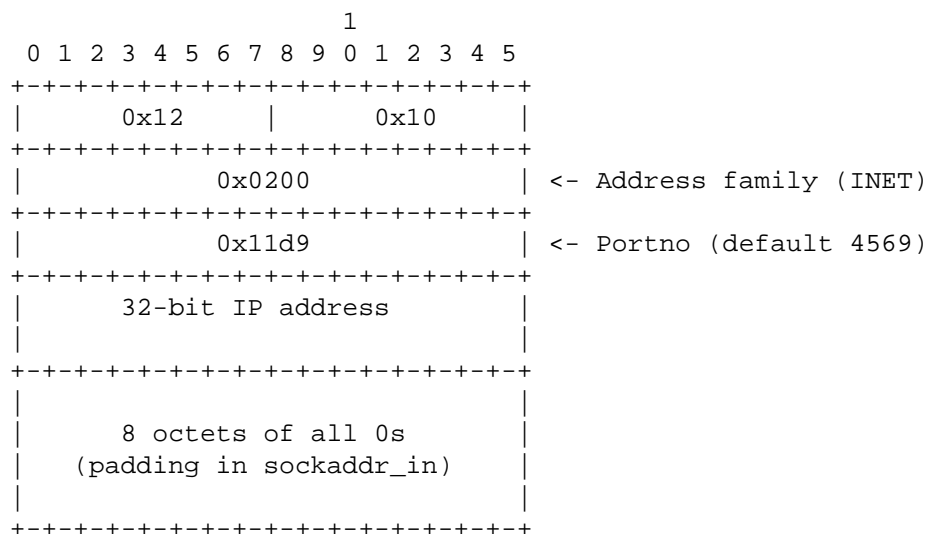 1
 0 1 2 3 4 5 6 7 8 9 0 1 2 3 4 5
+-+-+-+-+-+-+-+-+-+-+-+-+-+-+-+-+
|      0x12     |      0x10     |
+-+-+-+-+-+-+-+-+-+-+-+-+-+-+-+-+
|            0x0200             | <- Address family (INET)
+-+-+-+-+-+-+-+-+-+-+-+-+-+-+-+-+
|            0x11d9             | <- Portno (default 4569)
+-+-+-+-+-+-+-+-+-+-+-+-+-+-+-+-+
|      32-bit IP address        |
|                               |
+-+-+-+-+-+-+-+-+-+-+-+-+-+-+-+-+
|                               |
|      8 octets of all 0s       |
|   (padding in sockaddr_in)    |
|                               |
+-+-+-+-+-+-+-+-+-+-+-+-+-+-+-+-+